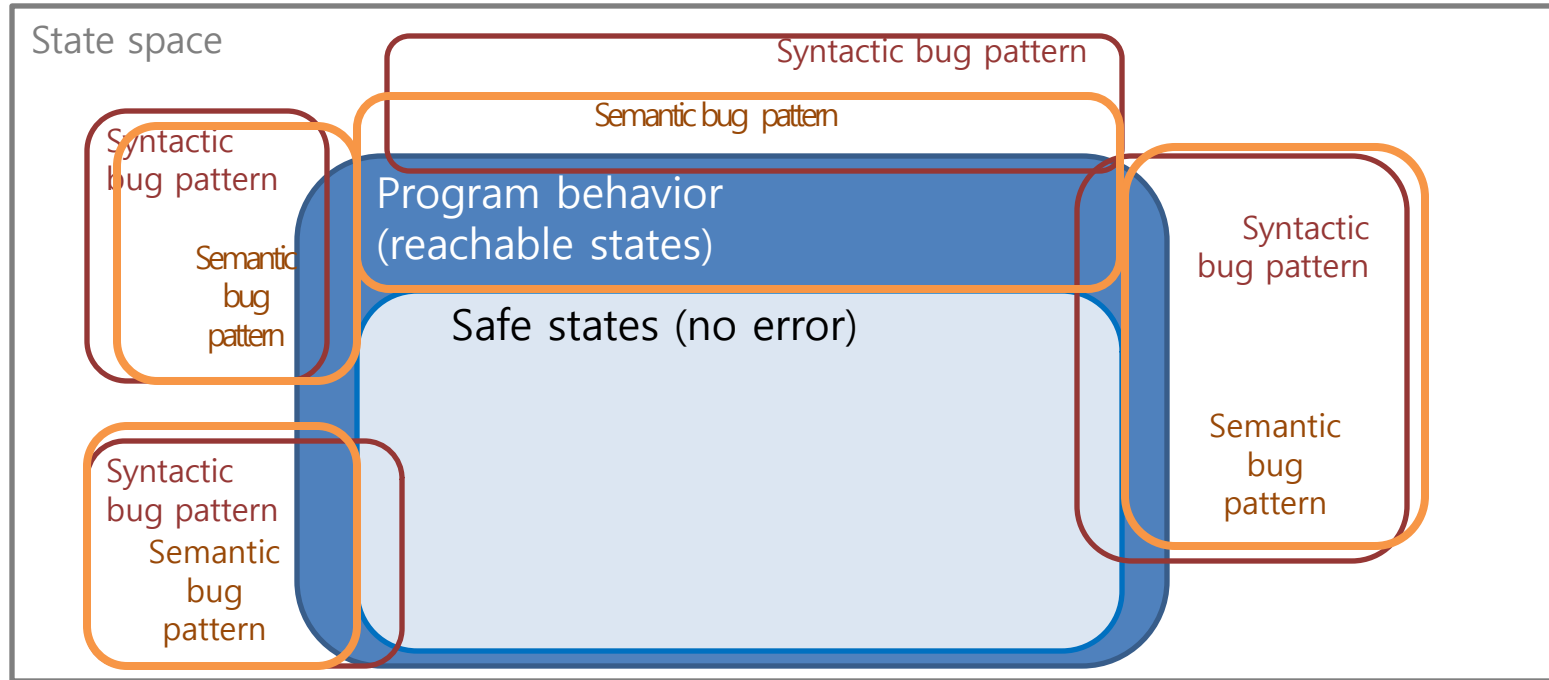 State space
Syntactic bug pattern
Semantic bug pattern
Syntactic
bug pattern
Semantic
bug
pattern
Program behavior
(reachable states)
Syntactic
bug pattern
Safe states (no error)
Semantic
bug
pattern
Syntactic
bug pattern
Semantic
bug
pattern